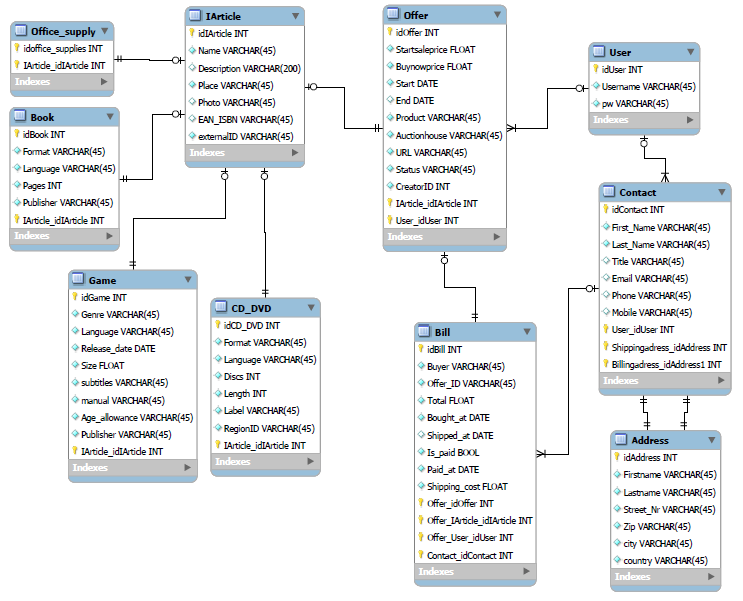 Office_supply
idoffice_supplies INT
IArticle_idIArticle INT
Indexes
Book
idBook INT
Format VARCHAR(45)
Language VARCHAR(45)
Pages INT
Publisher VARCHAR(45)
IArticle_idIArticle INT
Indexes
IArticle
idIArticle INT
Name VARCHAR(45)
Description VARCHAR(200)
Place VARCHAR(45)
Photo VARCHAR(45)
EAN_ISBN VARCHAR(45)
externalID VARCHAR(45)
Indexes
Offer
idOffer INT
Startsaleprice FLOAT
Buynowprice FLOAT
Start DATE
End DATE
Product VARCHAR(45)
Auctionhouse VARCHAR(45)
URL VARCHAR(45)
Status VARCHAR(45)
CreatorID INT
IArticle_idIArticle INT
User_idUser INT
Indexes
User
idUser INT
Username VARCHAR(45)
pw VARCHAR(45)
Indexes
Contact
idContact INT
First_Name VARCHAR(45)
Last_Name VARCHAR(45)
Title VARCHAR(45)
Email VARCHAR(45)
Phone VARCHAR(45)
Mobile VARCHAR(45)
User_idUser INT
Shippingadress_idAddress INT
Billingadress_idAddress1 INT
Indexes
Game
idGame INT
Genre VARCHAR(45)
Language VARCHAR(45)
Release_date DATE
Size FLOAT
subtitles VARCHAR(45)
manual VARCHAR(45)
Age_allowance VARCHAR(45)
Publisher VARCHAR(45)
IArticle_idIArticle INT
Indexes
CD_DVD
idCD_DVD INT
Format VARCHAR(45)
Language VARCHAR(45)
Discs INT
Length INT
Label VARCHAR(45)
RegionID VARCHAR(45)
IArticle_idIArticle INT
Indexes
Bill
idBill INT
Buyer VARCHAR(45)
Offer_ID VARCHAR(45)
Total FLOAT
Bought_at DATE
Shipped_at DATE
Is_paid BOOL
Paid_at DATE
Shipping_cost FLOAT
Offer_idOffer INT
Offer_IArticle_idIArticle INT
Offer_User_idUser INT
Contact_idContact INT
Indexes
Address
idAddress INT
Firstname VARCHAR(45)
Lastname VARCHAR(45)
Street_Nr VARCHAR(45)
Zip VARCHAR(45)
city VARCHAR(45)
country VARCHAR(45)
Indexes